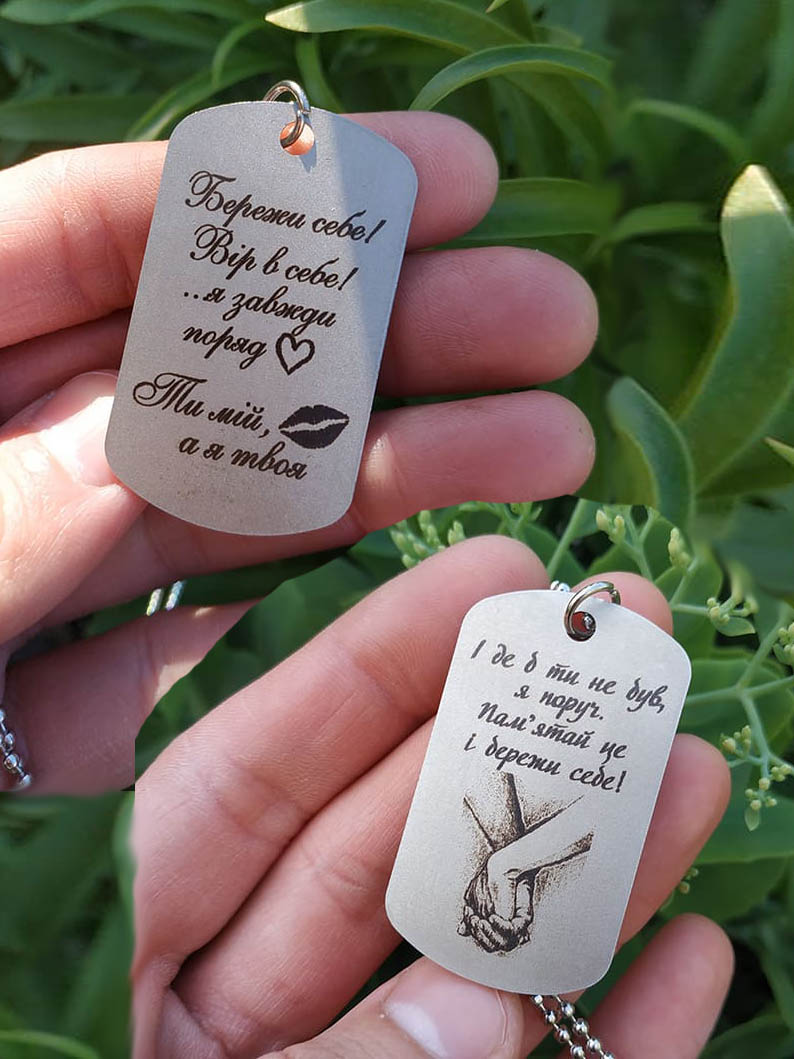 Бережи себе!
Вір в себе!
...я завжди
поряд
Ти мій,
а я твоя
І де б ти не був,
я поруч.
Пам'ятай це
і бережи себе!